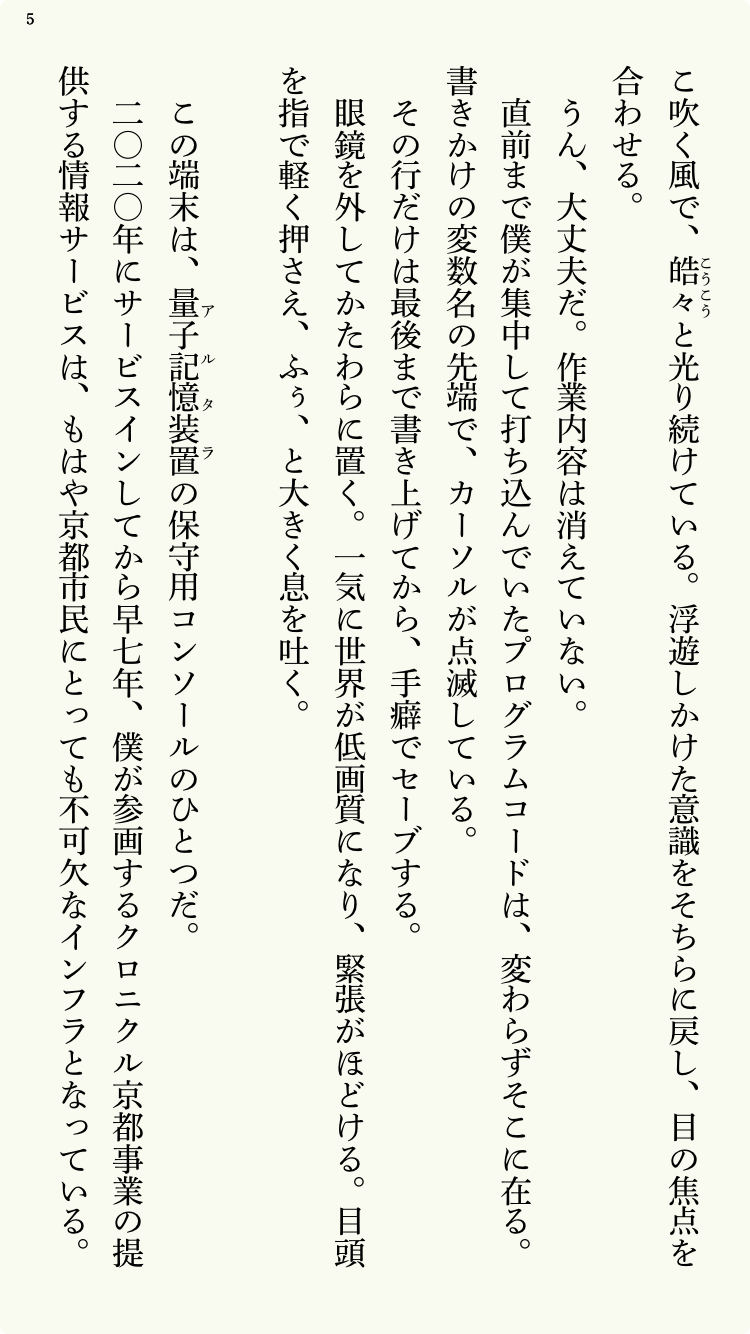 5
こ吹く風で、皓々と光り続けている。浮遊しかけた意識をそちらに戻し、目の焦点を
こうこう
合わせる。
うん、大丈夫だ。作業内容は消えていない。
直前まで僕が集中して打ち込んでいたプログラムコードは、変わらずそこに在る。
書きかけの変数名の先端で、カーソルが点滅している。
その行だけは最後まで書き上げてから、手癖でセーブする。
眼鏡を外してかたわらに置く。一気に世界が低画質になり、緊張がほどける。目頭
を指で軽く押さえ、ふぅ、と大きく息を吐く。
この端末は、量子記憶装置の保守用コンソールのひとつだ。
アルタラ
二〇二〇年にサービスインしてから早七年、僕が参画するクロニクル京都事業の提
供する情報サービスは、もはや京都市民にとっても不可欠なインフラとなっている。